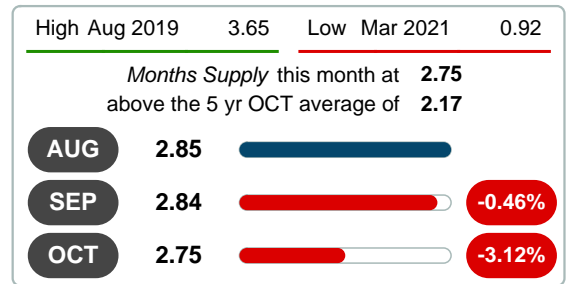 High Aug 2019 3.65 Low Mar 2021 0.92
Months Supply this month at 2.75
above the 5 yr OCT average of 2.17
AUG 2.85
SEP 2.84 -0.46%
OCT 2.75 -3.12%